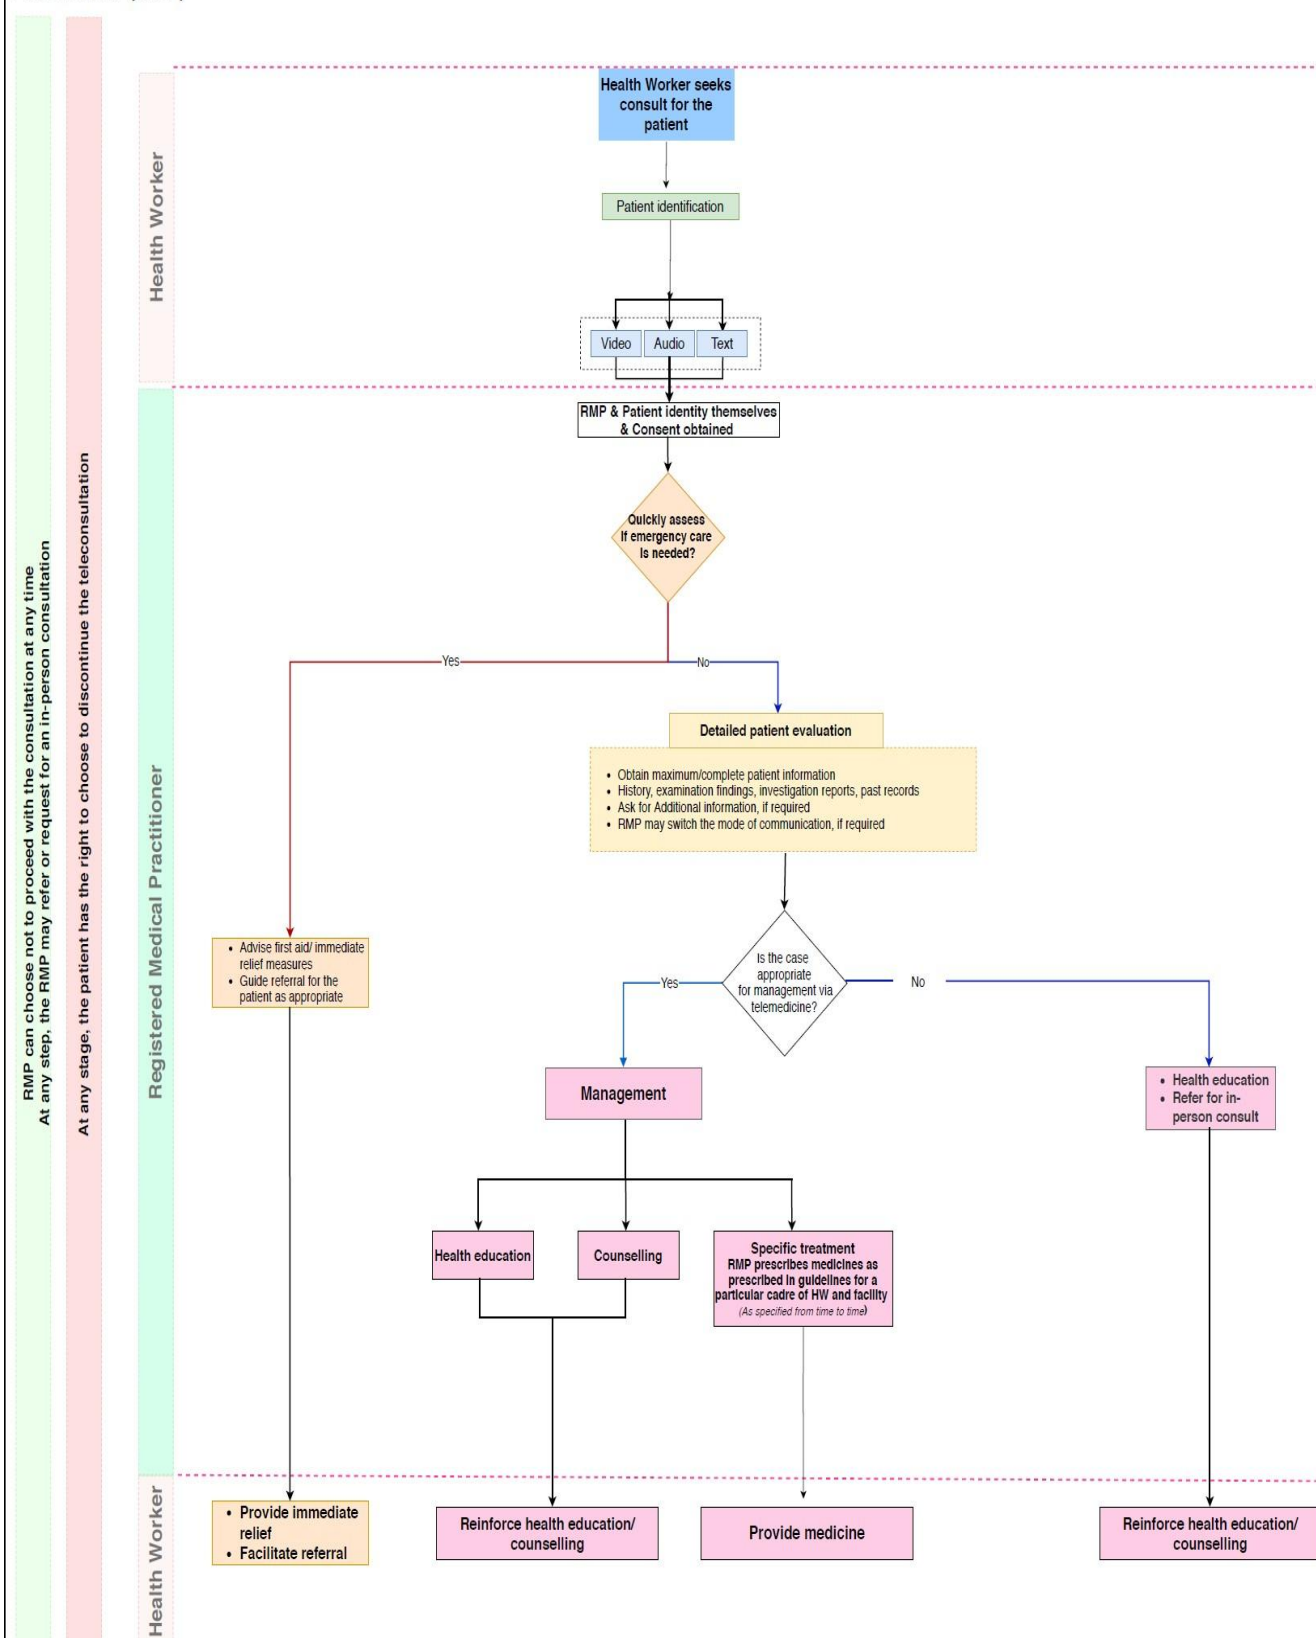 RMP can choose not to proceed with the consultation at any time
At any step, the RMP may refer or request for an in-person consultation
At any stage, the patient has the right to choose to discontinue the teleconsultation
Health Worker
Health Worker seeks
consult for the
patient
Patient identification
Video
Audio
Text
Registered Medical Practitioner
RMP & Patient identity themselves
& Consent obtained
Quickly assess
if emergency care
is needed?
Yes
No
Detailed patient evaluation
• Obtain maximum/complete patient information
• History, examination findings, investigation reports, past records
• Ask for Additional information, if required
• RMP may switch the mode of communication, if required
• Advise first aid/ immediate
relief measures
• Guide referral for the
patient as appropriate
Is the case
appropriate
for management via
telemedicine?
Yes
No
Management
• Health education
• Refer for in-
person consult
Health education
Counselling
Specific treatment
RMP prescribes medicines as
prescribed in guidelines for a
particular cadre of HW and facility
(As specified from time to time)
Health Worker
• Provide immediate
relief
• Facilitate referral
Reinforce health education/
counselling
Provide medicine
Reinforce health education/
counselling